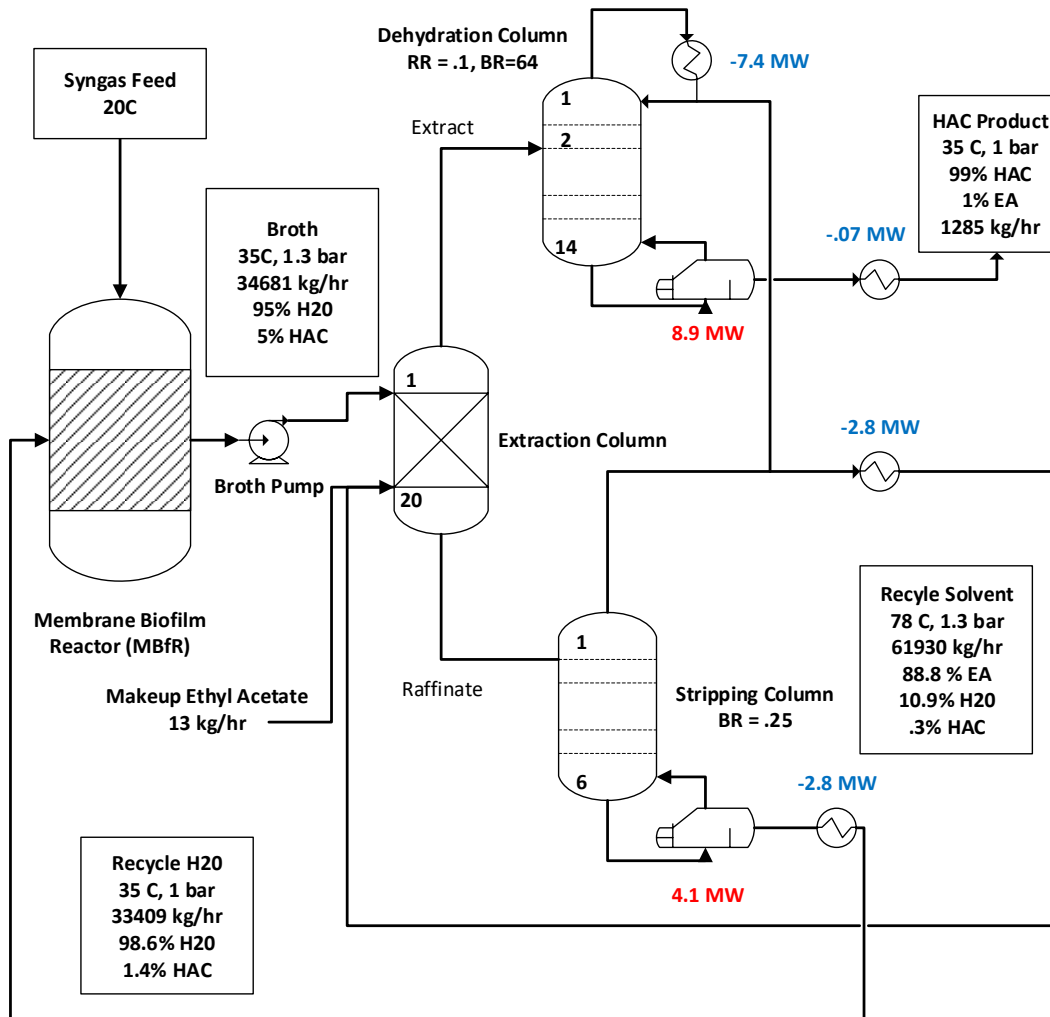 Dehydration Column
RR = .1, BR=64
-7.4 MW
Syngas Feed
20C
1
2
14
Extract
HAC Product
35 C, 1 bar
99% HAC
1% EA
1285 kg/hr
-.07 MW
8.9 MW
Broth
35C, 1.3 bar
34681 kg/hr
95% H20
5% HAC
1
20
Extraction Column
Broth Pump
-2.8 MW
Membrane Biofilm
Reactor (MBfR)
Makeup Ethyl Acetate
13 kg/hr
Raffinate
1
6
Stripping Column
BR = .25
Recyle Solvent
78 C, 1.3 bar
61930 kg/hr
88.8 % EA
10.9% H20
.3% HAC
-2.8 MW
4.1 MW
Recycle H20
35 C, 1 bar
33409 kg/hr
98.6% H20
1.4% HAC